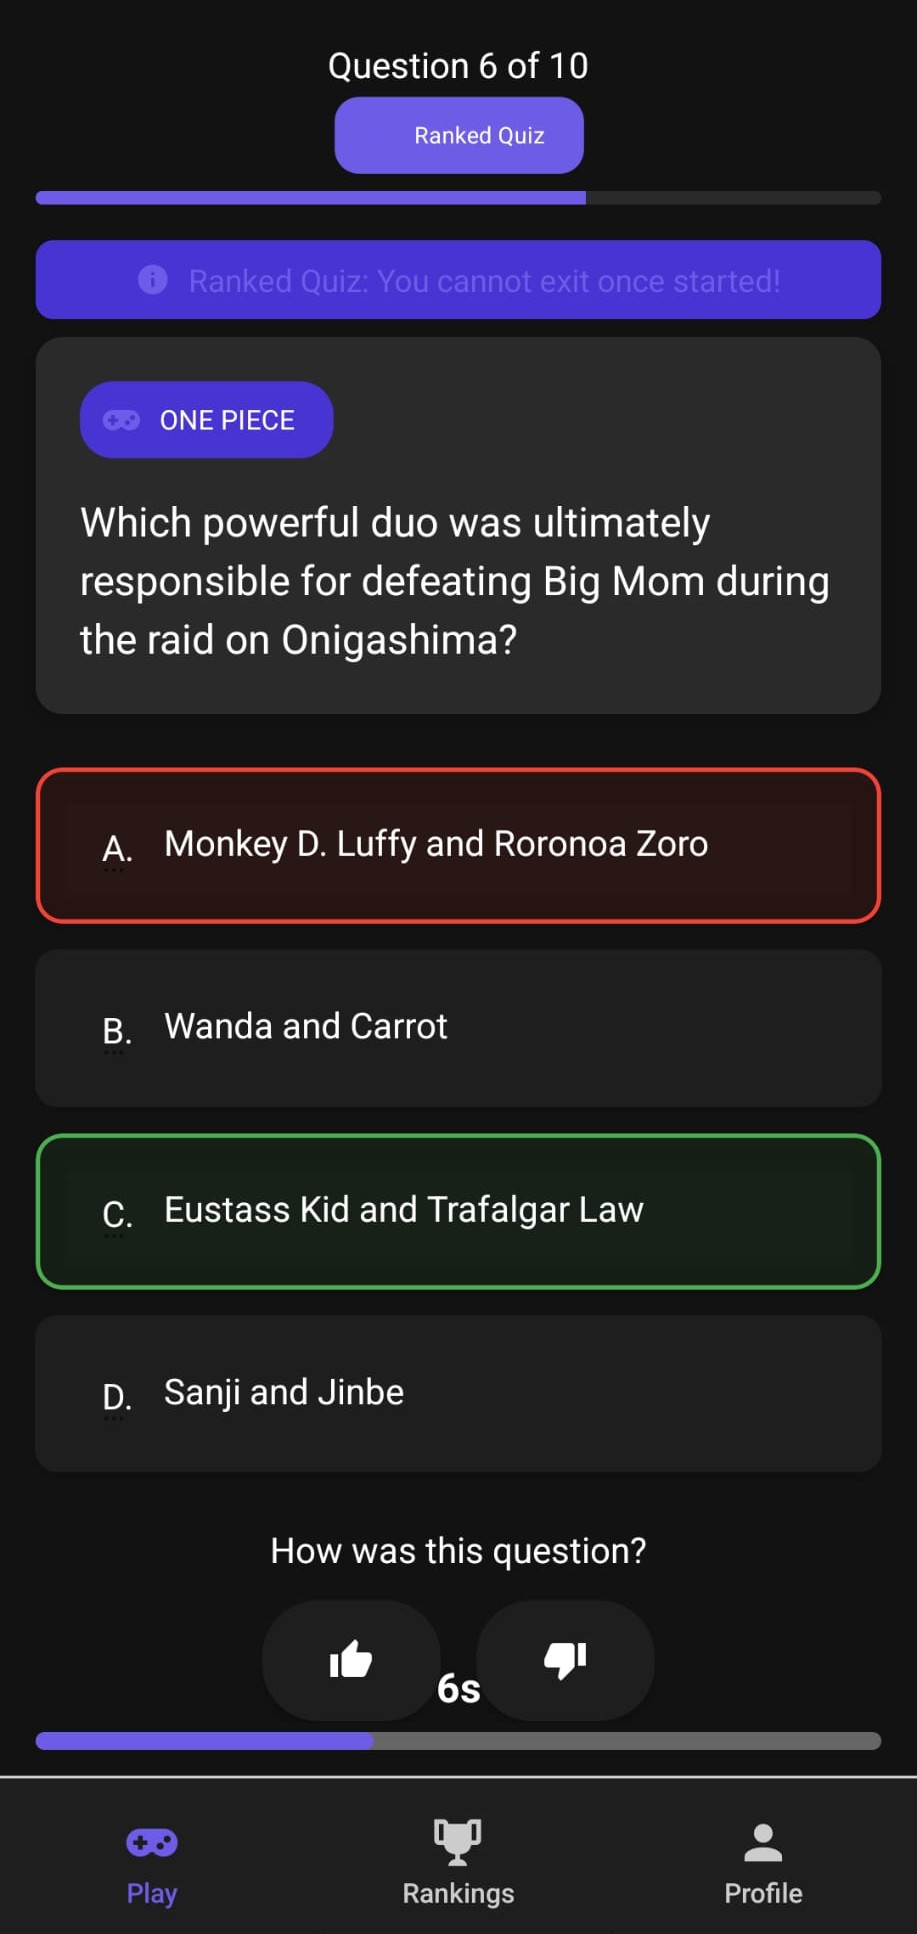 Question 6 of 10
Ranked Quiz
Ranked Quiz: You cannot exit once started!
ONE PIECE
Which powerful duo was ultimately
responsible for defeating Big Mom during
the raid on Onigashima?
A. Monkey D. Luffy and Roronoa Zoro
B. Wanda and Carrot
C. Eustass Kid and Trafalgar Law
D. Sanji and Jinbe
How was this question?
6s
Play Rankings Profile